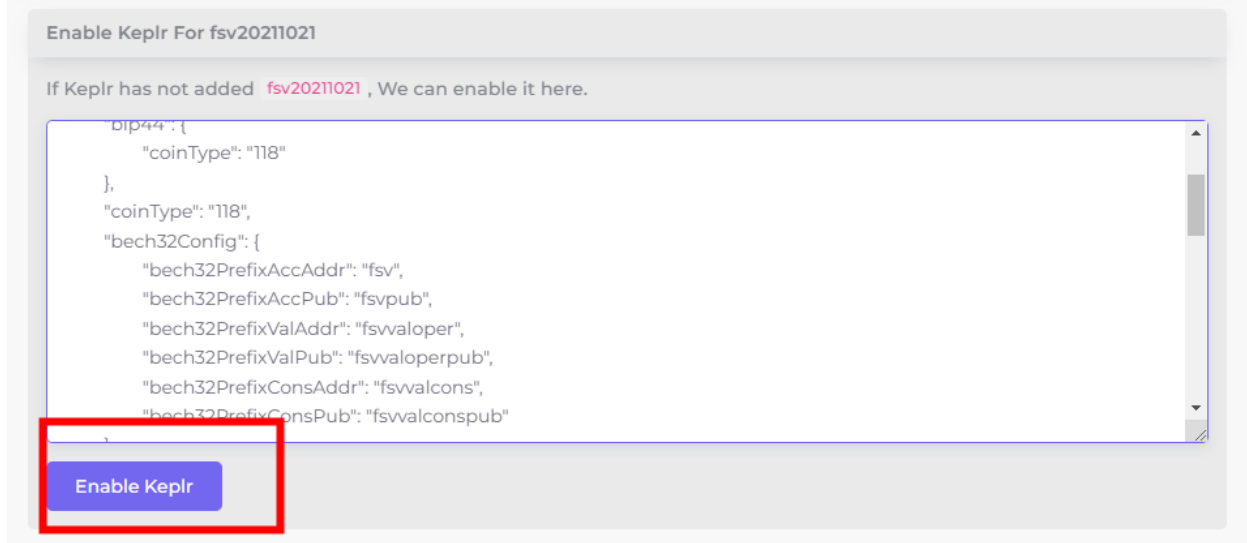 Enable Keplr For fsv20211021
If Keplr has not added fsv20211021 , We can enable it here.
"bip44": {
"coinType": "118"
},
"coinType": "118",
"bech32Config": {
"bech32PrefixAccAddr": "fsv",
"bech32PrefixAccPub": "fsvpub",
"bech32PrefixValAddr": "fsvvaloper",
"bech32PrefixValPub": "fsvvaloperpub",
"bech32PrefixConsAddr": "fsvvalcons",
"bech32PrefixConsPub": "fsvvalconspub"
}
Enable Keplr